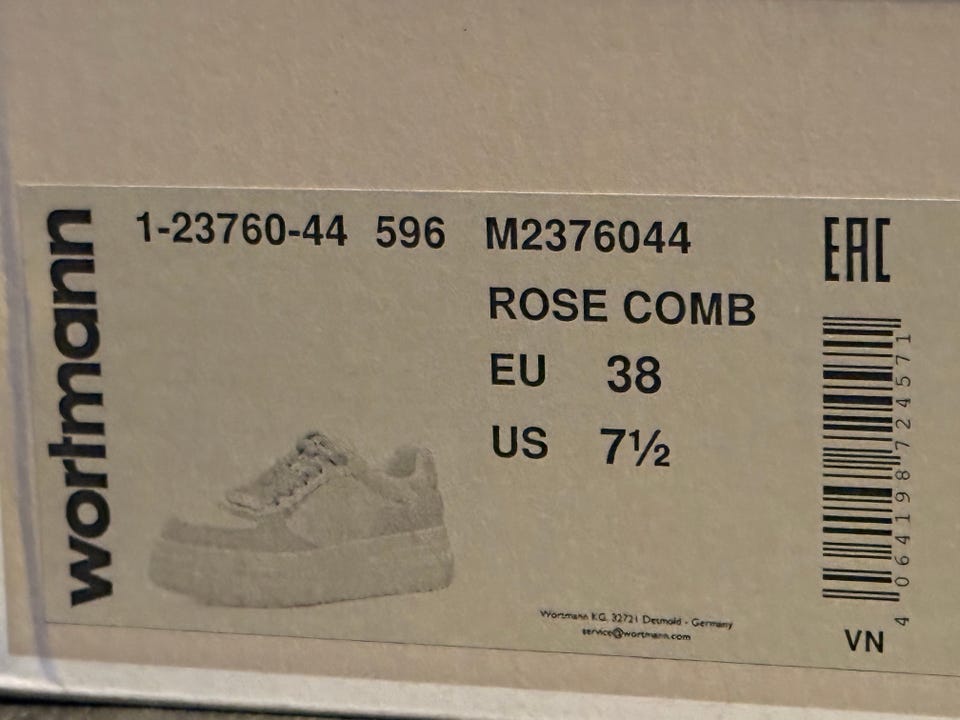 wortmann
1-23760-44 596 M2376044
ROSE COMB
EU 38
US 7½
EAC
4 064198 724571
VN
Wortmann KG. 32721 Detmold - Germany
service@wortmann.com